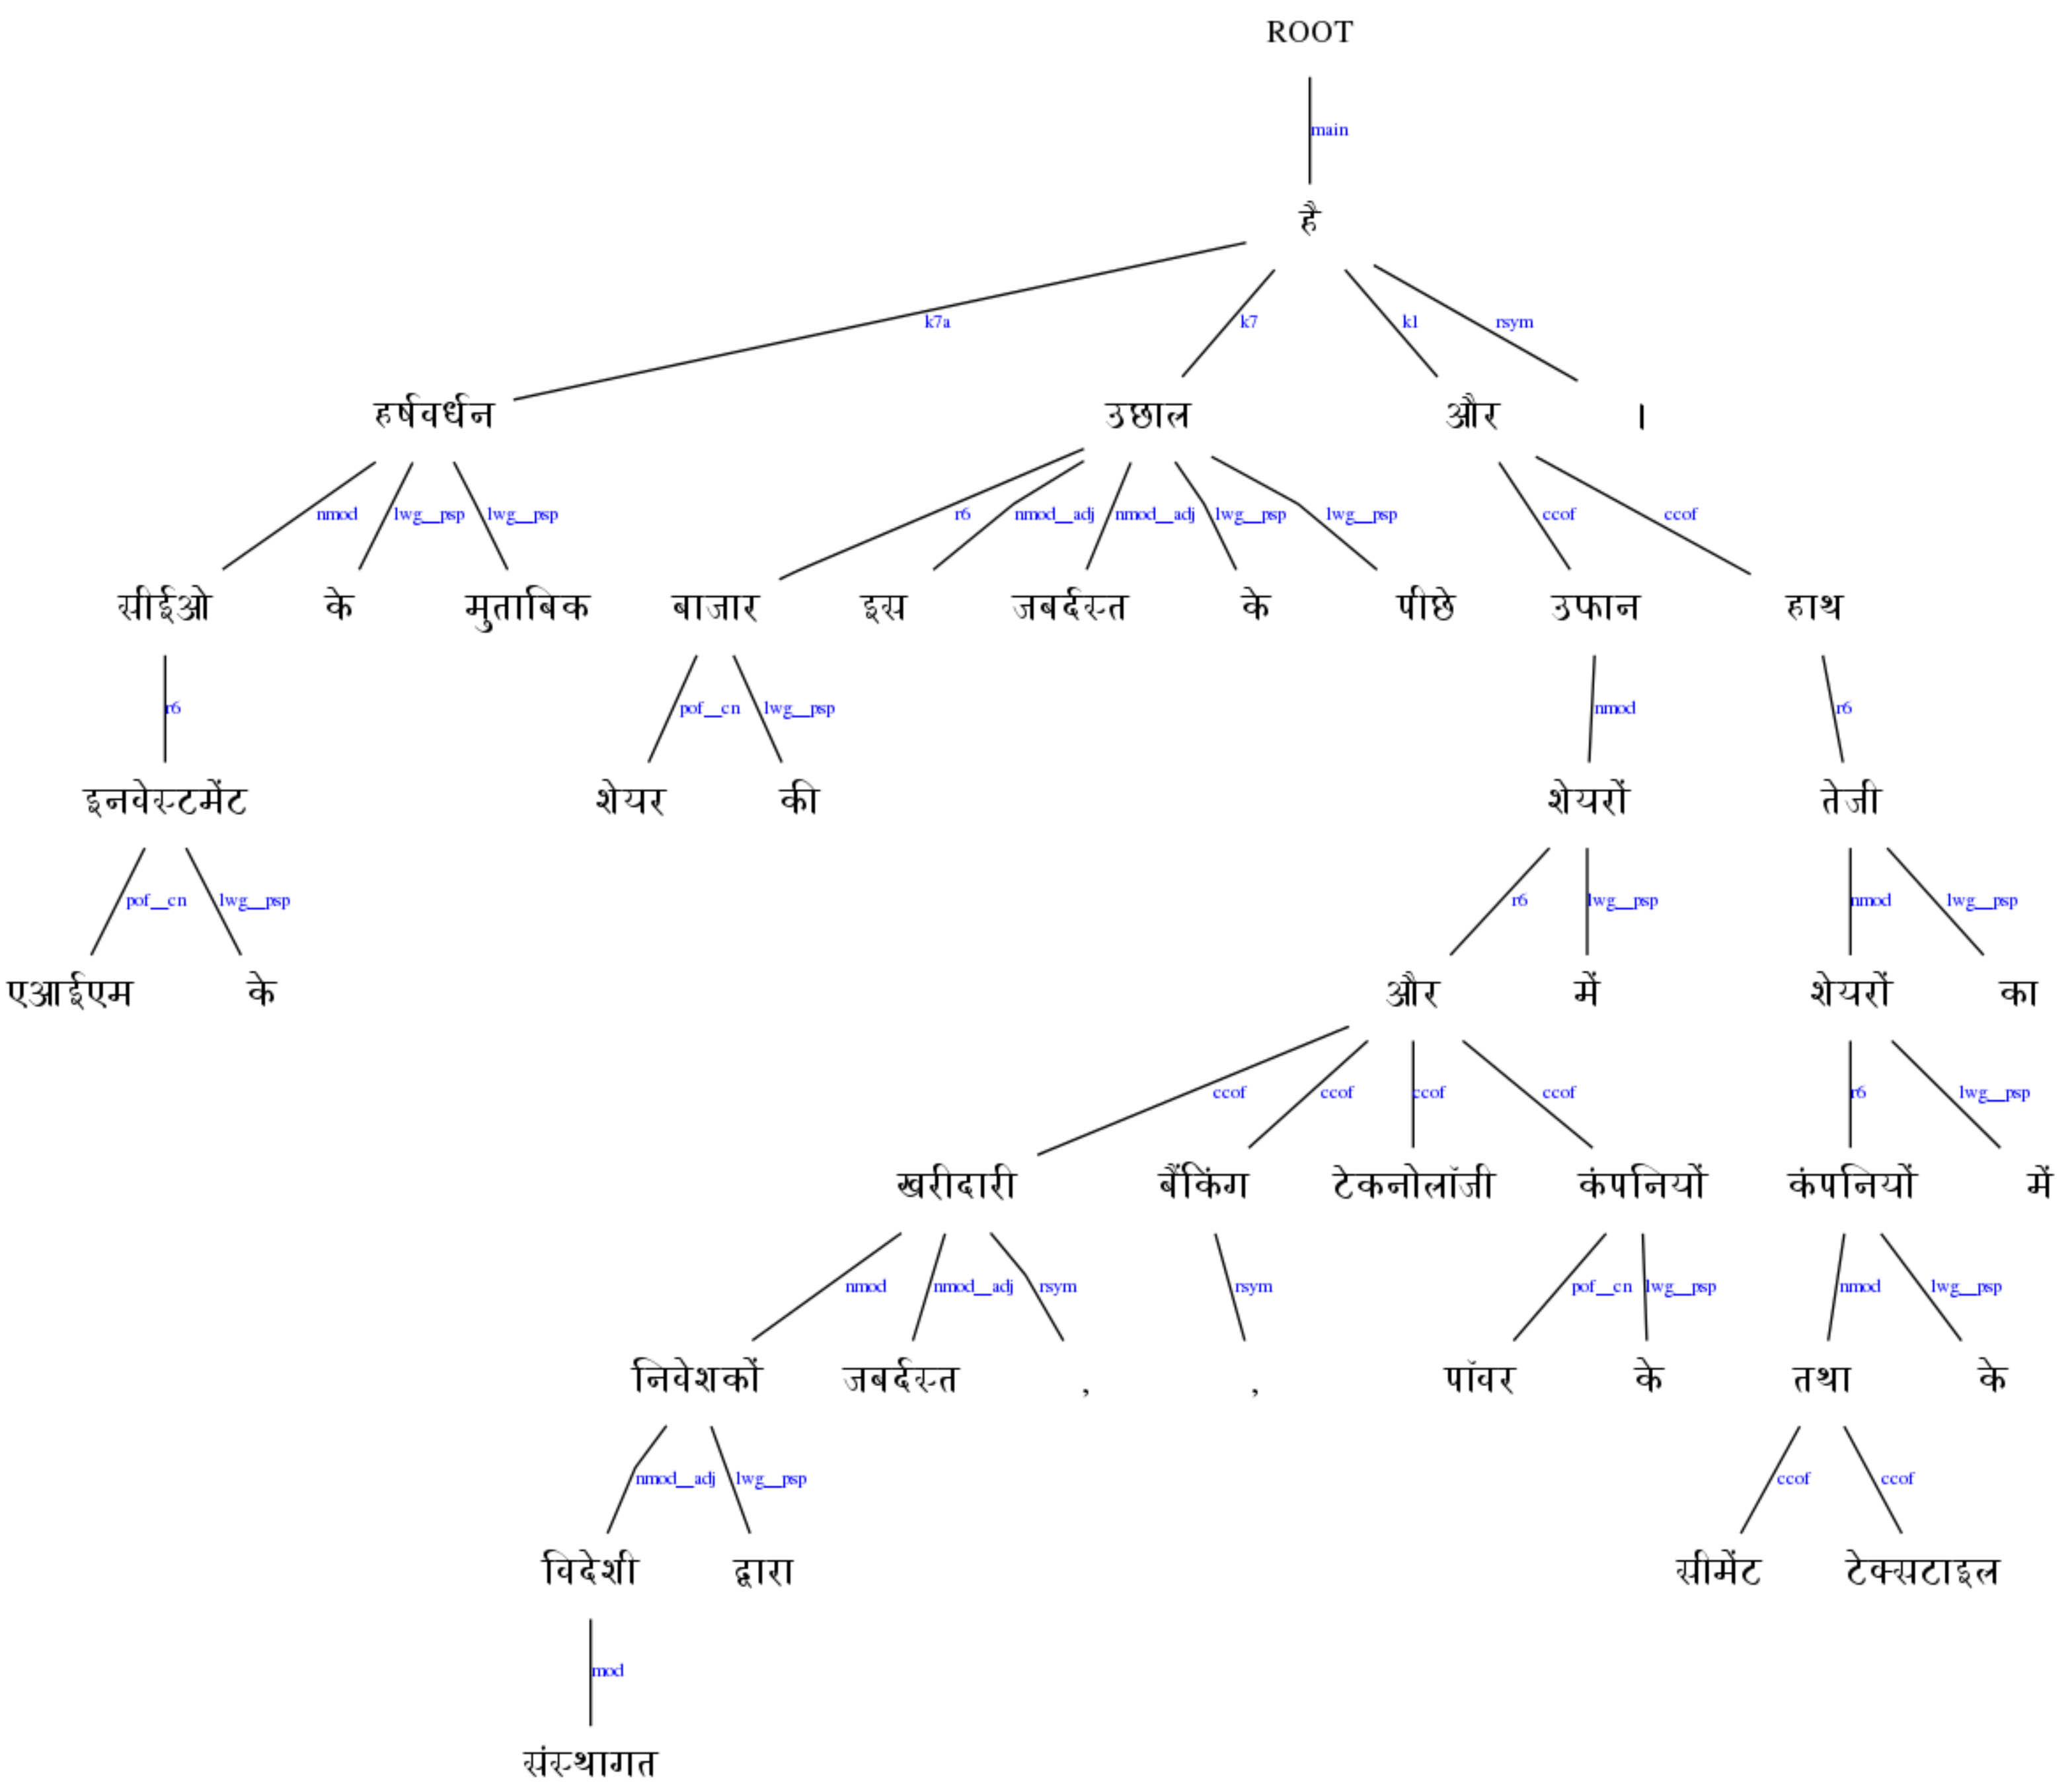 ROOT
main
है
k7a k7 k1 rsym
हर्षवर्धन उछाल और ।
nmod lwg__psp lwg__psp r6 nmod__adj nmod__adj lwg__psp lwg__psp ccof ccof
सीईओ के मुताबिक बाजार इस जबर्दस्त के पीछे उफान हाथ
r6 pof__cn lwg__psp nmod r6
इनवेस्टमेंट शेयर की शेयरों तेजी
pof__cn lwg__psp r6 lwg__psp nmod lwg__psp
एआईएम के और में शेयरों का
ccof ccof ccof ccof r6 lwg__psp
खरीदारी बैंकिंग टेकनोलॉजी कंपनियों कंपनियों में
nmod nmod__adj rsym rsym pof__cn lwg__psp nmod lwg__psp
निवेशकों जबर्दस्त , , पॉवर के तथा के
nmod__adj lwg__psp ccof ccof
विदेशी द्वारा सीमेंट टेक्सटाइल
mod
संस्थागत